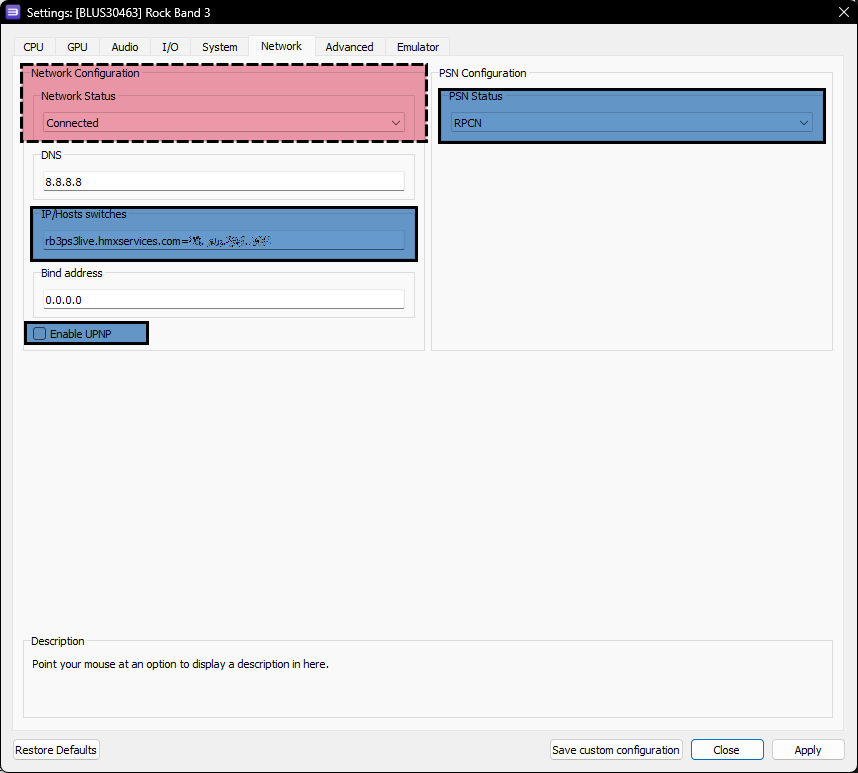 Settings: [BLUS30463] Rock Band 3
CPU GPU Audio I/O System Network Advanced Emulator
Network Configuration
Network Status
Connected
DNS
8.8.8.8
IP/Hosts switches
rb3ps3live.hmxservices.com=
Bind address
0.0.0.0
Enable UPNP
PSN Configuration
PSN Status
RPCN
Description
Point your mouse at an option to display a description in here.
Restore Defaults Save custom configuration Close Apply